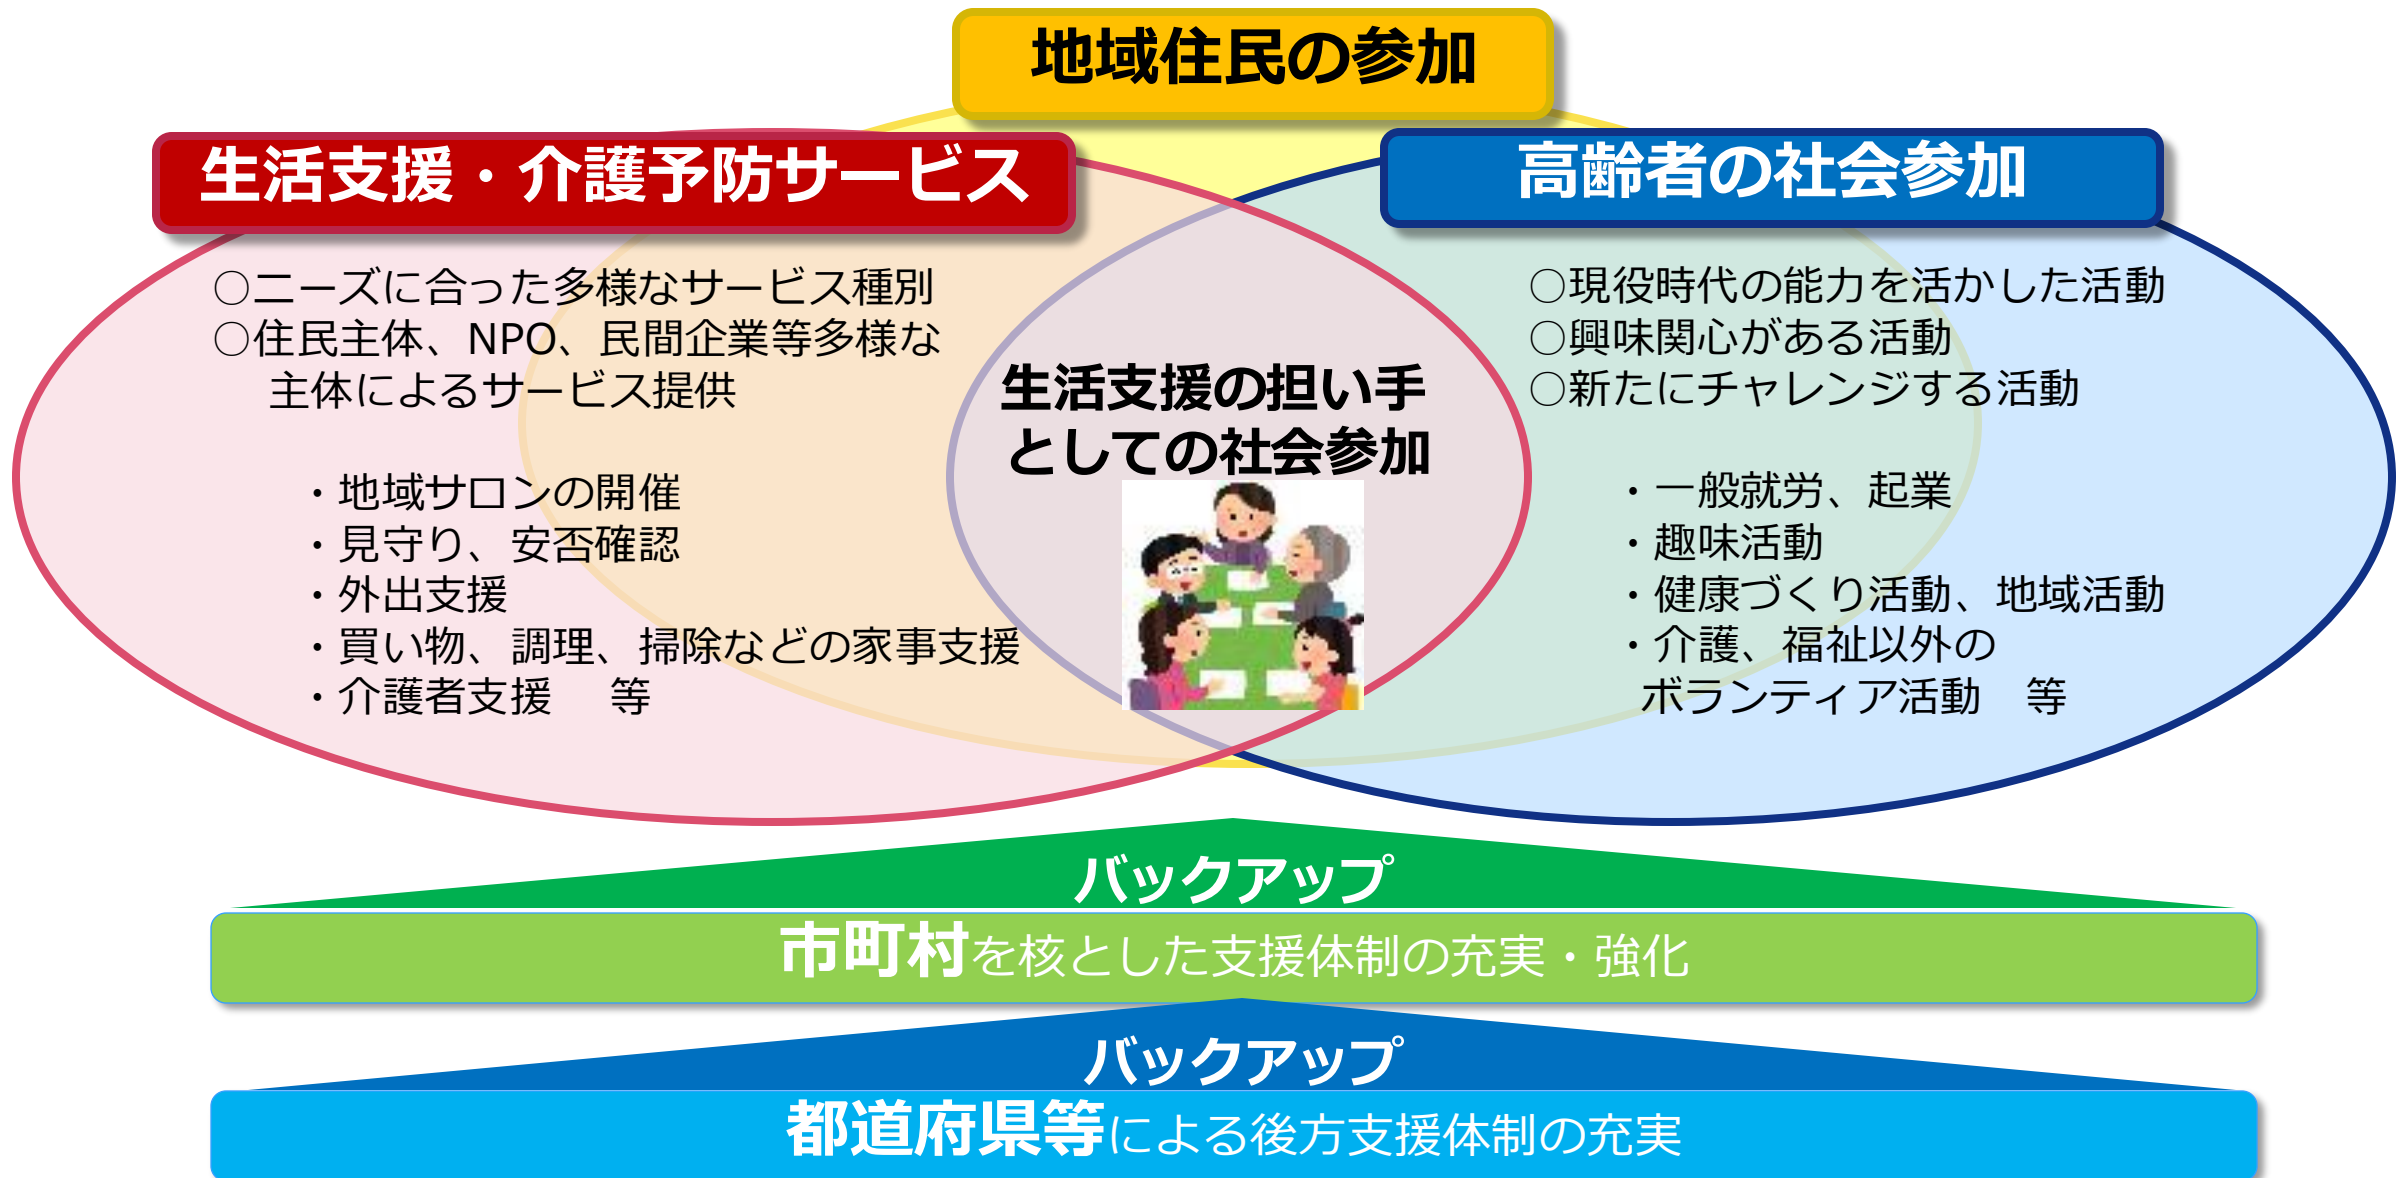 地域住民の参加
生活支援・介護予防サービス
○ニーズに合った多様なサービス種別
○住民主体、NPO、民間企業等多様な
主体によるサービス提供
・地域サロンの開催
・見守り、安否確認
・外出支援
・買い物、調理、掃除などの家事支援
・介護者支援　等
生活支援の担い手
としての社会参加
高齢者の社会参加
○現役時代の能力を活かした活動
○興味関心がある活動
○新たにチャレンジする活動
・一般就労、起業
・趣味活動
・健康づくり活動、地域活動
・介護、福祉以外の
ボランティア活動　等
バックアップ
市町村を核とした支援体制の充実・強化
バックアップ
都道府県等による後方支援体制の充実